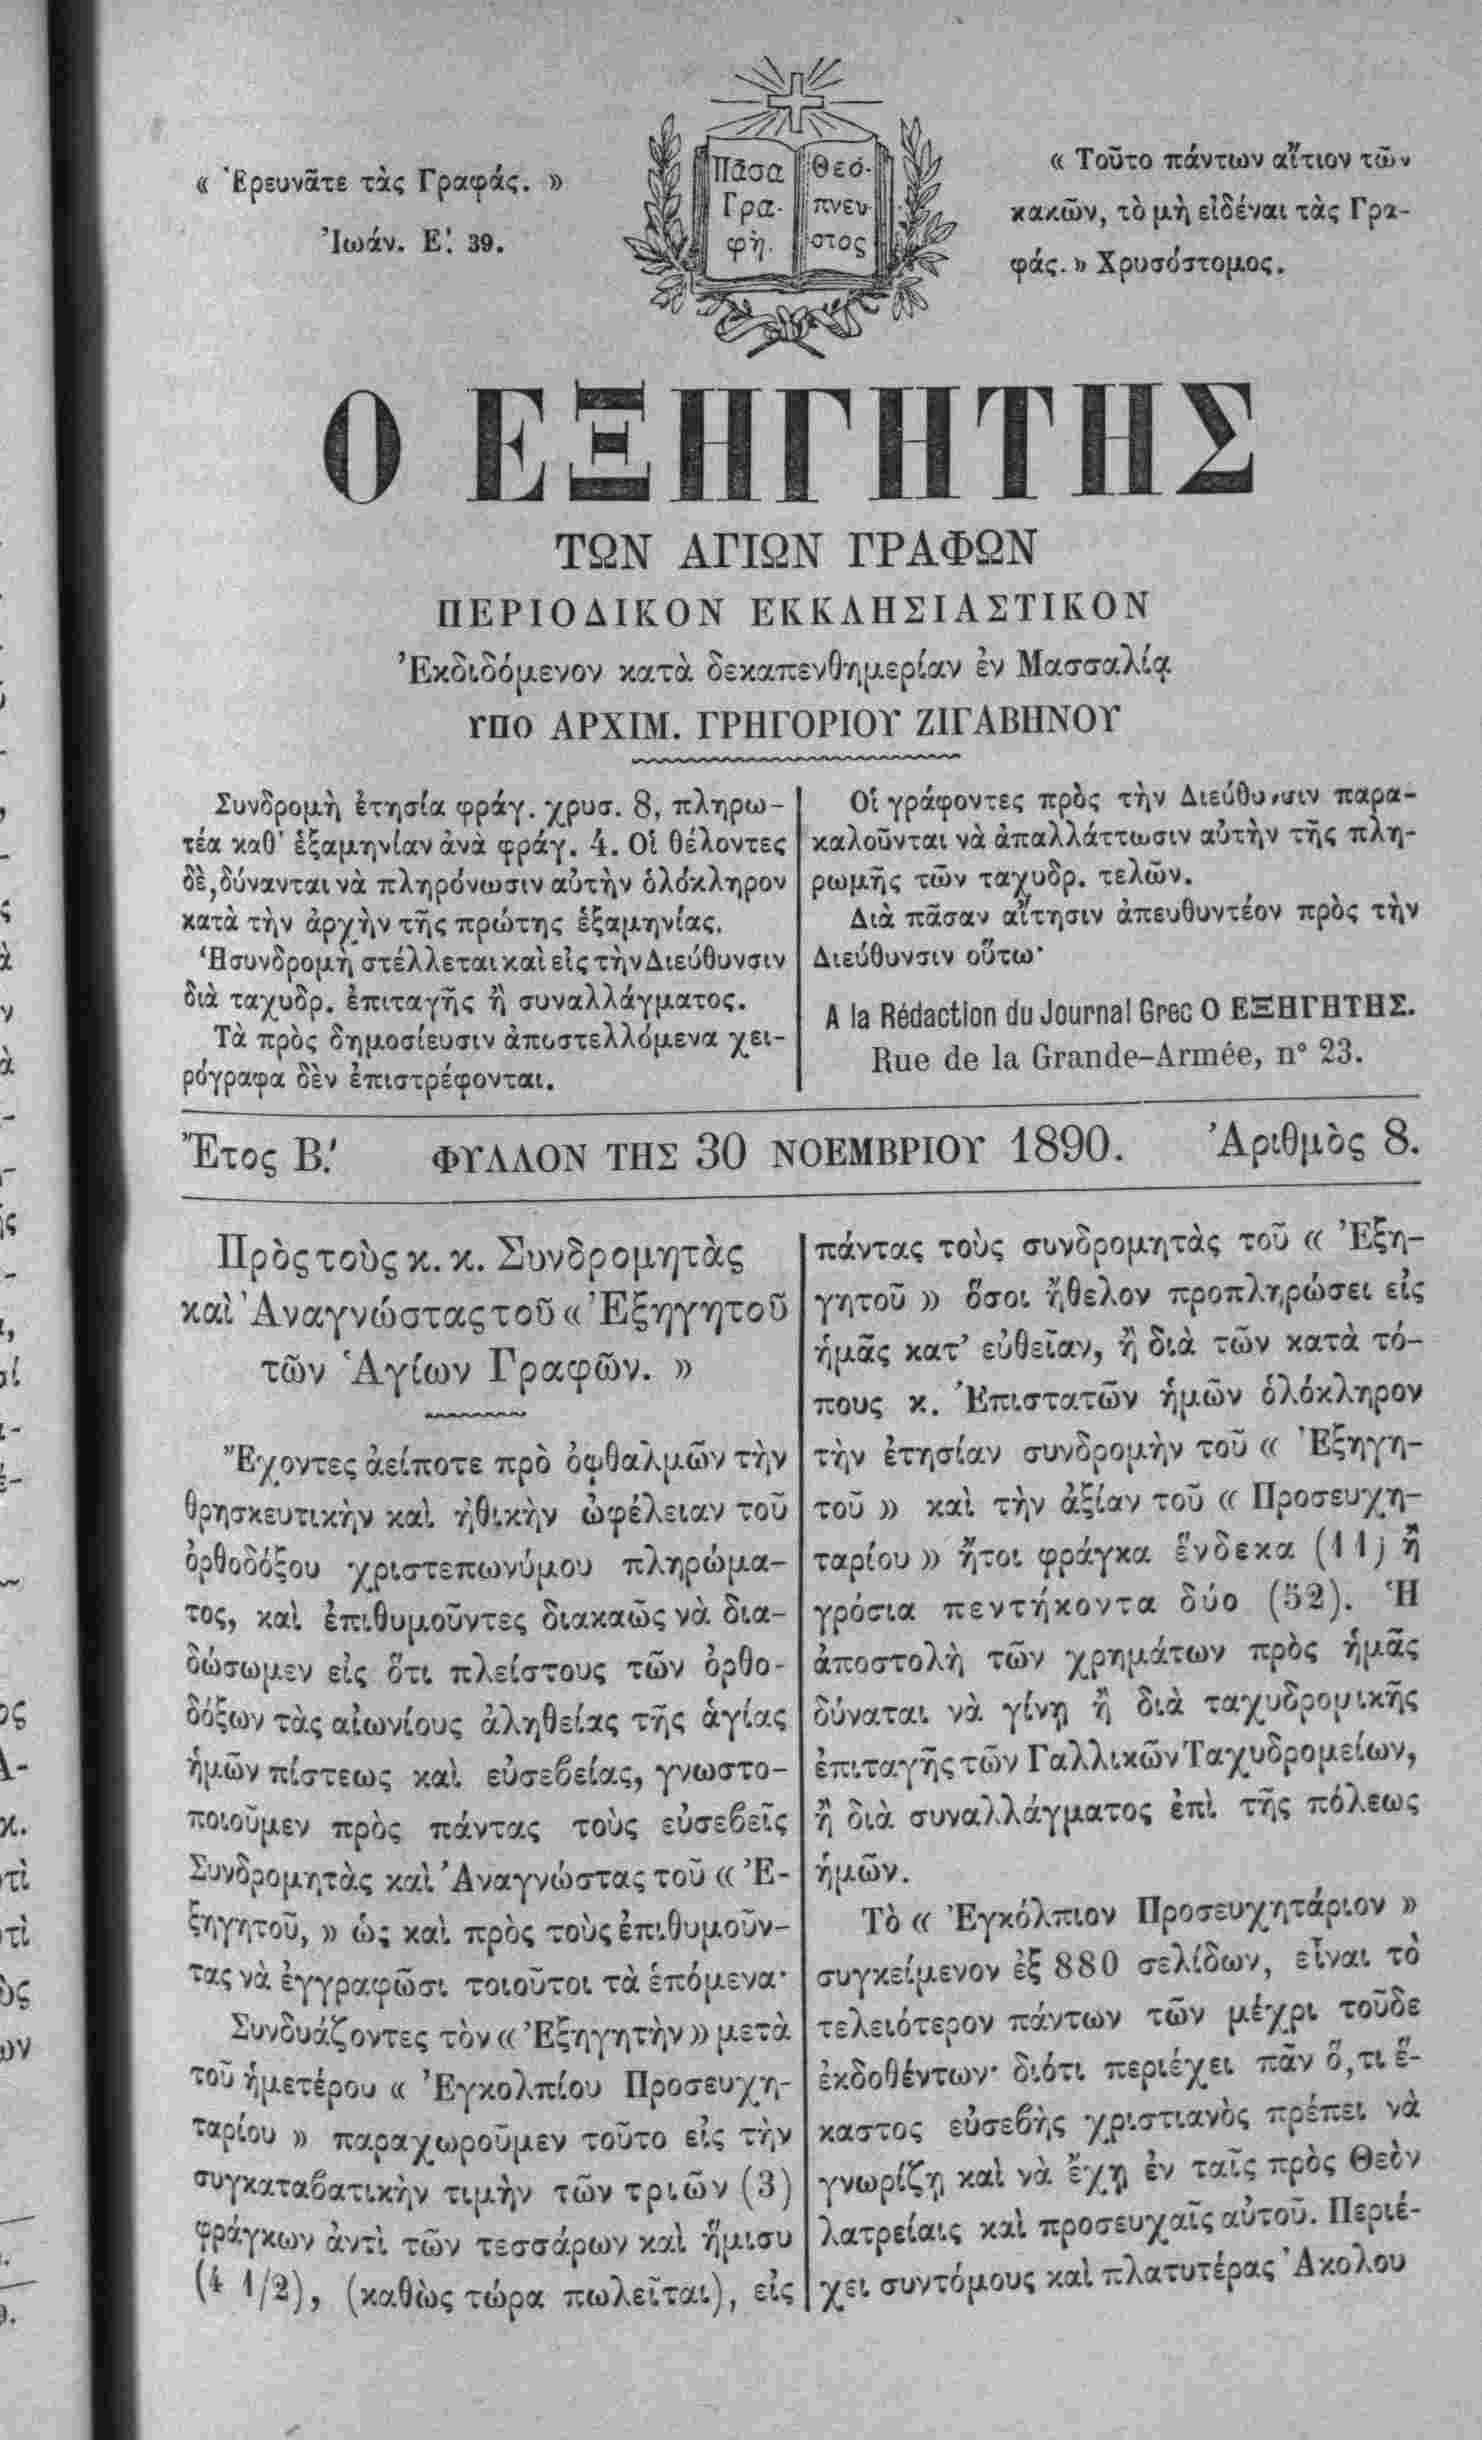 « Ἐρευνᾶτε τὰς Γραφάς. »
Ἰωάν. Ε΄. 39.
Πᾶσα
Γρα-
φὴ.
Θεό-
πνευ-
στος
« Τοῦτο πάντων αἴτιον τῶν
κακῶν, τὸ μὴ εἰδέναι τὰς Γρα-
φάς. » Χρυσόστομος.
Ο ΕΞΗΓΗΤΗΣ
ΤΩΝ ΑΓΙΩΝ ΓΡΑΦΩΝ
ΠΕΡΙΟΔΙΚΟΝ ΕΚΚΛΗΣΙΑΣΤΙΚΟΝ
Ἐκδιδόμενον κατὰ δεκαπενθημερίαν ἐν Μασσαλίᾳ
ΥΠΟ ΑΡΧΙΜ. ΓΡΗΓΟΡΙΟΥ ΖΙΓΑΒΗΝΟΥ
Συνδρομὴ ἐτησία φράγ. χρυσ. 8, πληρω-
τέα καθ' ἑξαμηνίαν ἀνὰ φράγ. 4. Οἱ θέλοντες
δὲ, δύνανται νὰ πληρόνωσιν αὐτὴν ὁλόκληρον
κατὰ τὴν ἀρχὴν τῆς πρώτης ἑξαμηνίας.
Ἡ συνδρομὴ στέλλεται καὶ εἰς τὴν Διεύθυνσιν
διὰ ταχυδρ. ἐπιταγῆς ἢ συναλλάγματος.
Τὰ πρὸς δημοσίευσιν ἀποστελλόμενα χει-
ρόγραφα δὲν ἐπιστρέφονται.
Οἱ γράφοντες πρὸς τὴν Διεύθυνσιν παρα-
καλοῦνται νὰ ἀπαλλάττωσιν αὐτὴν τῆς πλη-
ρωμῆς τῶν ταχυδρ. τελῶν.
Διὰ πᾶσαν αἴτησιν ἀπευθυντέον πρὸς τὴν
Διεύθυνσιν οὕτω·
A la Rédaction du Journal Grec Ο ΕΞΗΓΗΤΗΣ.
Rue de la Grande-Armée, n° 23.
Ἔτος Β΄. ΦΥΛΛΟΝ ΤΗΣ 30 ΝΟΕΜΒΡΙΟΥ 1890. Ἀριθμὸς 8.
Πρὸς τοὺς κ. κ. Συνδρομητὰς
καὶ Ἀναγνώστας τοῦ « Ἐξηγητοῦ
τῶν Ἁγίων Γραφῶν. »
Ἔχοντες ἀείποτε πρὸ ὀφθαλμῶν τὴν
θρησκευτικὴν καὶ ἠθικὴν ὠφέλειαν τοῦ
ὀρθοδόξου χριστεπωνύμου πληρώμα-
τος, καὶ ἐπιθυμοῦντες διακαῶς νὰ δια-
δώσωμεν εἰς ὅτι πλείστους τῶν ὀρθο-
δόξων τὰς αἰωνίους ἀληθείας τῆς ἁγίας
ἡμῶν πίστεως καὶ εὐσεβείας, γνωστο-
ποιοῦμεν πρὸς πάντας τοὺς εὐσεβεῖς
Συνδρομητὰς καὶ Ἀναγνώστας τοῦ « Ἐ-
ξηγητοῦ, » ὡς καὶ πρὸς τοὺς ἐπιθυμοῦν-
τας νὰ ἐγγραφῶσι τοιοῦτοι τὰ ἑπόμενα·
Συνδυάζοντες τὸν « Ἐξηγητὴν » μετὰ
τοῦ ἡμετέρου « Ἐγκολπίου Προσευχη-
ταρίου » παραχωροῦμεν τοῦτο εἰς τὴν
συγκαταβατικὴν τιμὴν τῶν τριῶν (3)
φράγκων ἀντὶ τῶν τεσσάρων καὶ ἥμισυ
(4 1/2), (καθὼς τώρα πωλεῖται), εἰς
πάντας τοὺς συνδρομητὰς τοῦ « Ἐξη-
γητοῦ » ὅσοι ἤθελον προπληρώσει εἰς
ἡμᾶς κατ' εὐθεῖαν, ἢ διὰ τῶν κατὰ τό-
πους κ. Ἐπιστατῶν ἡμῶν ὁλόκληρον
τὴν ἐτησίαν συνδρομὴν τοῦ « Ἐξηγη-
τοῦ » καὶ τὴν ἀξίαν τοῦ « Προσευχη-
ταρίου » ἤτοι φράγκα ἕνδεκα (11) ἢ
γρόσια πεντήκοντα δύο (52). Ἡ
ἀποστολὴ τῶν χρημάτων πρὸς ἡμᾶς
δύναται νὰ γίνῃ ἢ διὰ ταχυδρομικῆς
ἐπιταγῆς τῶν Γαλλικῶν Ταχυδρομείων,
ἢ διὰ συναλλάγματος ἐπὶ τῆς πόλεως
ἡμῶν.
Τὸ « Ἐγκόλπιον Προσευχητάριον »
συγκείμενον ἐξ 880 σελίδων, εἶναι τὸ
τελειότερον πάντων τῶν μέχρι τοῦδε
ἐκδοθέντων· διότι περιέχει πᾶν ὅ,τι ἕ-
καστος εὐσεβὴς χριστιανὸς πρέπει νὰ
γνωρίζῃ καὶ νὰ ἔχῃ ἐν ταῖς πρὸς Θεὸν
λατρείαις καὶ προσευχαῖς αὐτοῦ. Περιέ-
χει συντόμους καὶ πλατυτέρας Ἀκολου